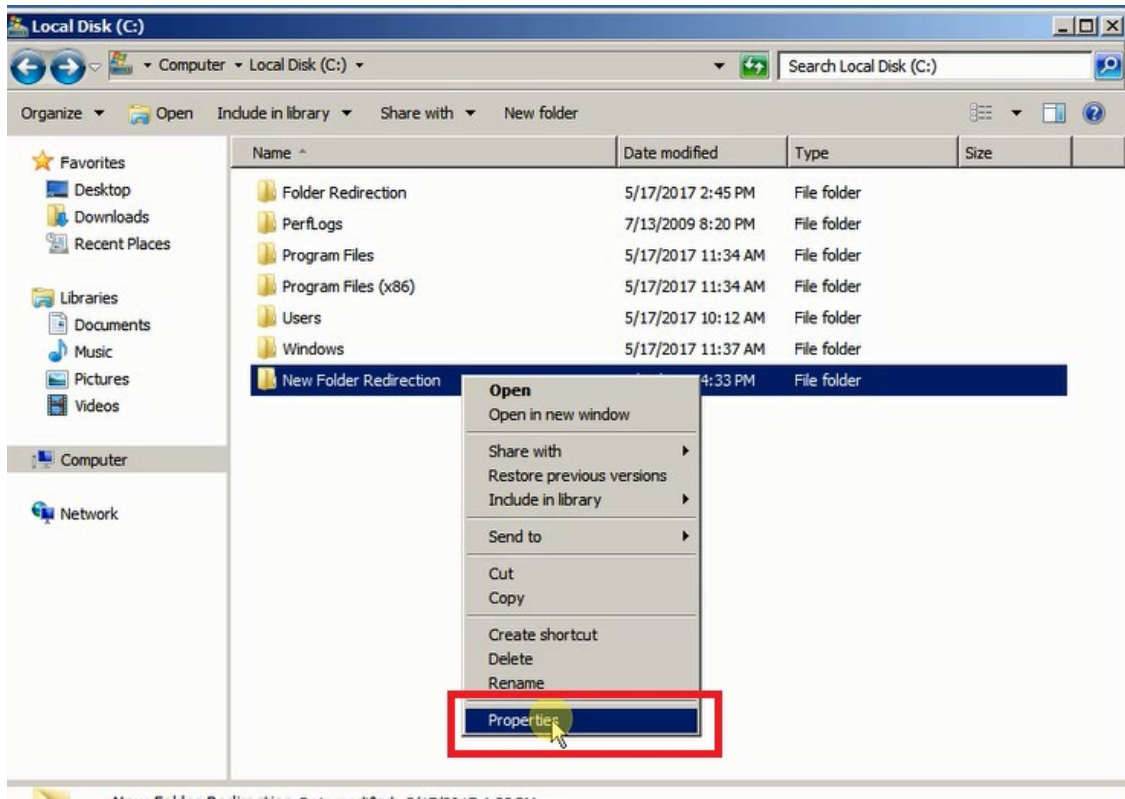 Local Disk (C:)
Computer Local Disk (C:)
Search Local Disk (C:)
Organize Open Include in library Share with New folder
Favorites
Desktop
Downloads
Recent Places
Libraries
Documents
Music
Pictures
Videos
Computer
Network
Name Date modified Type Size
Folder Redirection 5/17/2017 2:45 PM File folder
PerfLogs 7/13/2009 8:20 PM File folder
Program Files 5/17/2017 11:34 AM File folder
Program Files (x86) 5/17/2017 11:34 AM File folder
Users 5/17/2017 10:12 AM File folder
Windows 5/17/2017 11:37 AM File folder
New Folder Redirection 4:33 PM File folder
Open
Open in new window
Share with
Restore previous versions
Include in library
Send to
Cut
Copy
Create shortcut
Delete
Rename
Properties
New Folder Redirection